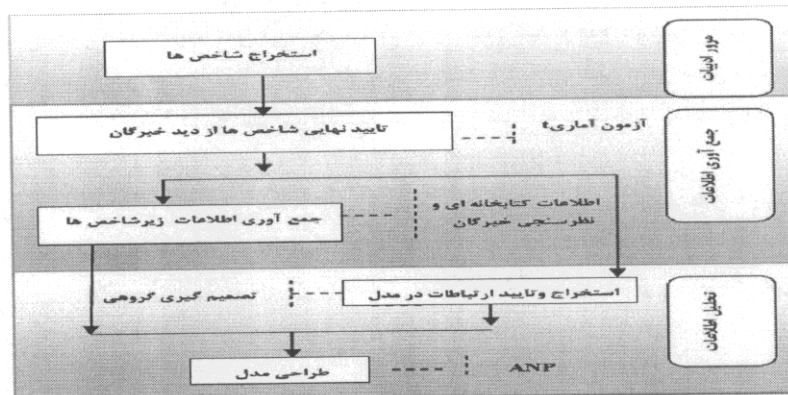 مرور ادبیات
استخراج شاخص ها
جمع آوری اطلاعات
تایید نهایی شاخص ها از دید خبرگان
آزمون آماری t
جمع آوری اطلاعات زیرشاخص ها
اطلاعات کتابخانه ای و
نظرسنجی خبرگان
تحلیل اطلاعات
استخراج وتایید ارتباطات در مدل
تصمیم گیری گروهی
طراحی مدل
ANP